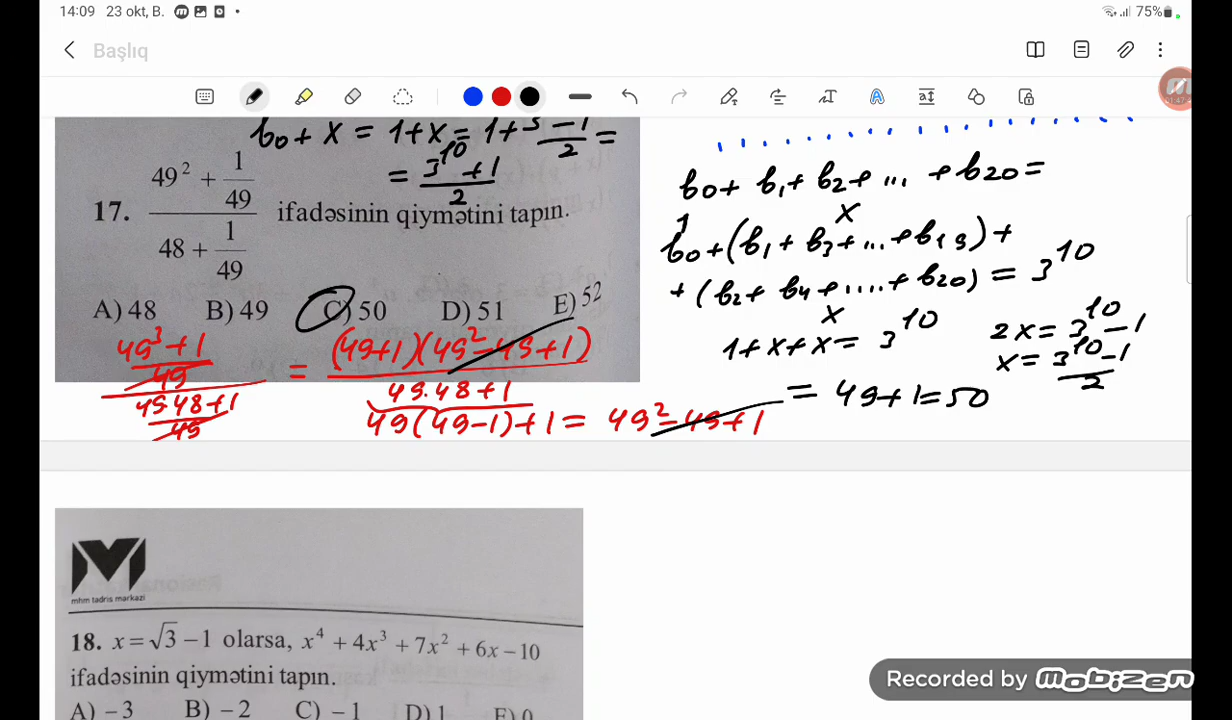 14:09 23 okt, B. 75%
Başlıq
b₀ + x = 1 + x = 1 + 3¹⁰ − 1 / 2 =
= (3¹⁰ + 1) / 2
17. (49² + 1/49) / (48 + 1/49) ifadəsinin qiymətini tapın.
A) 48 B) 49 C) 50 D) 51 E) 52
((49³ + 1)/49) / ((49·48 + 1)/49) = (49+1)(49² − 49 + 1) / (49·48 + 1)
49(49−1) + 1 = 49² − 49 + 1
= 49 + 1 = 50
b₀ + b₁ + b₂ + ... + b₂₀ =
1 x
b₀ + (b₁ + b₃ + ... + b₁₉) +
+ (b₂ + b₄ + .... + b₂₀) = 3¹⁰
x
1 + x + x = 3¹⁰
2x = 3¹⁰ − 1
x = (3¹⁰ − 1) / 2
mhm tədris mərkəzi
18. x = √3 − 1 olarsa, x⁴ + 4x³ + 7x² + 6x − 10
ifadəsinin qiymətini tapın.
A) −3 B) −2 C) −1 D) 1 E) 0
Recorded by mobizen